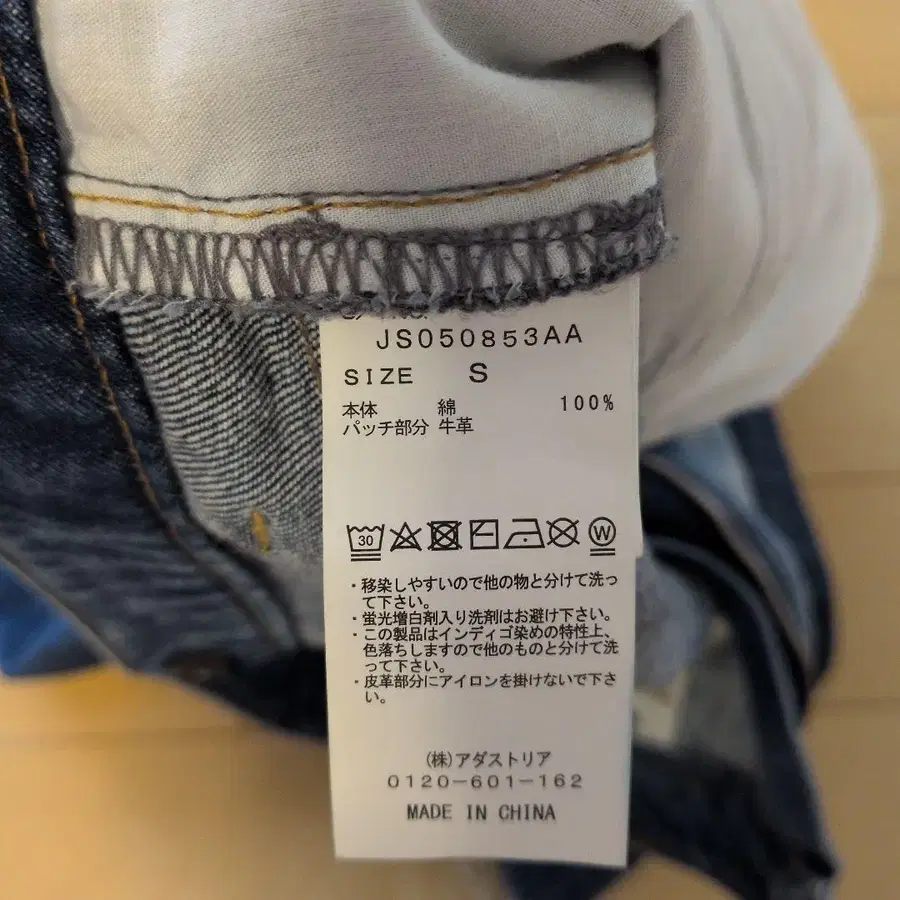 JS050853AA
SIZE S
本体 綿 100%
パッチ部分 牛革
30
W
・移染しやすいので他の物と分けて洗っ
て下さい。
・蛍光増白剤入り洗剤はお避け下さい。
・この製品はインディゴ染めの特性上、
色落ちしますので他のものと分けて洗
って下さい。
・皮革部分にアイロンを掛けないで下さ
い。
(株)アダストリア
0120-601-162
MADE IN CHINA